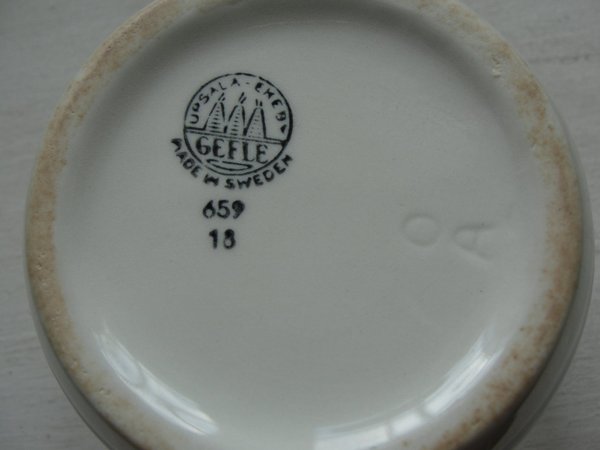 UPSALA-EKEBY
GEFLE
MADE IN SWEDEN
659
18
O A